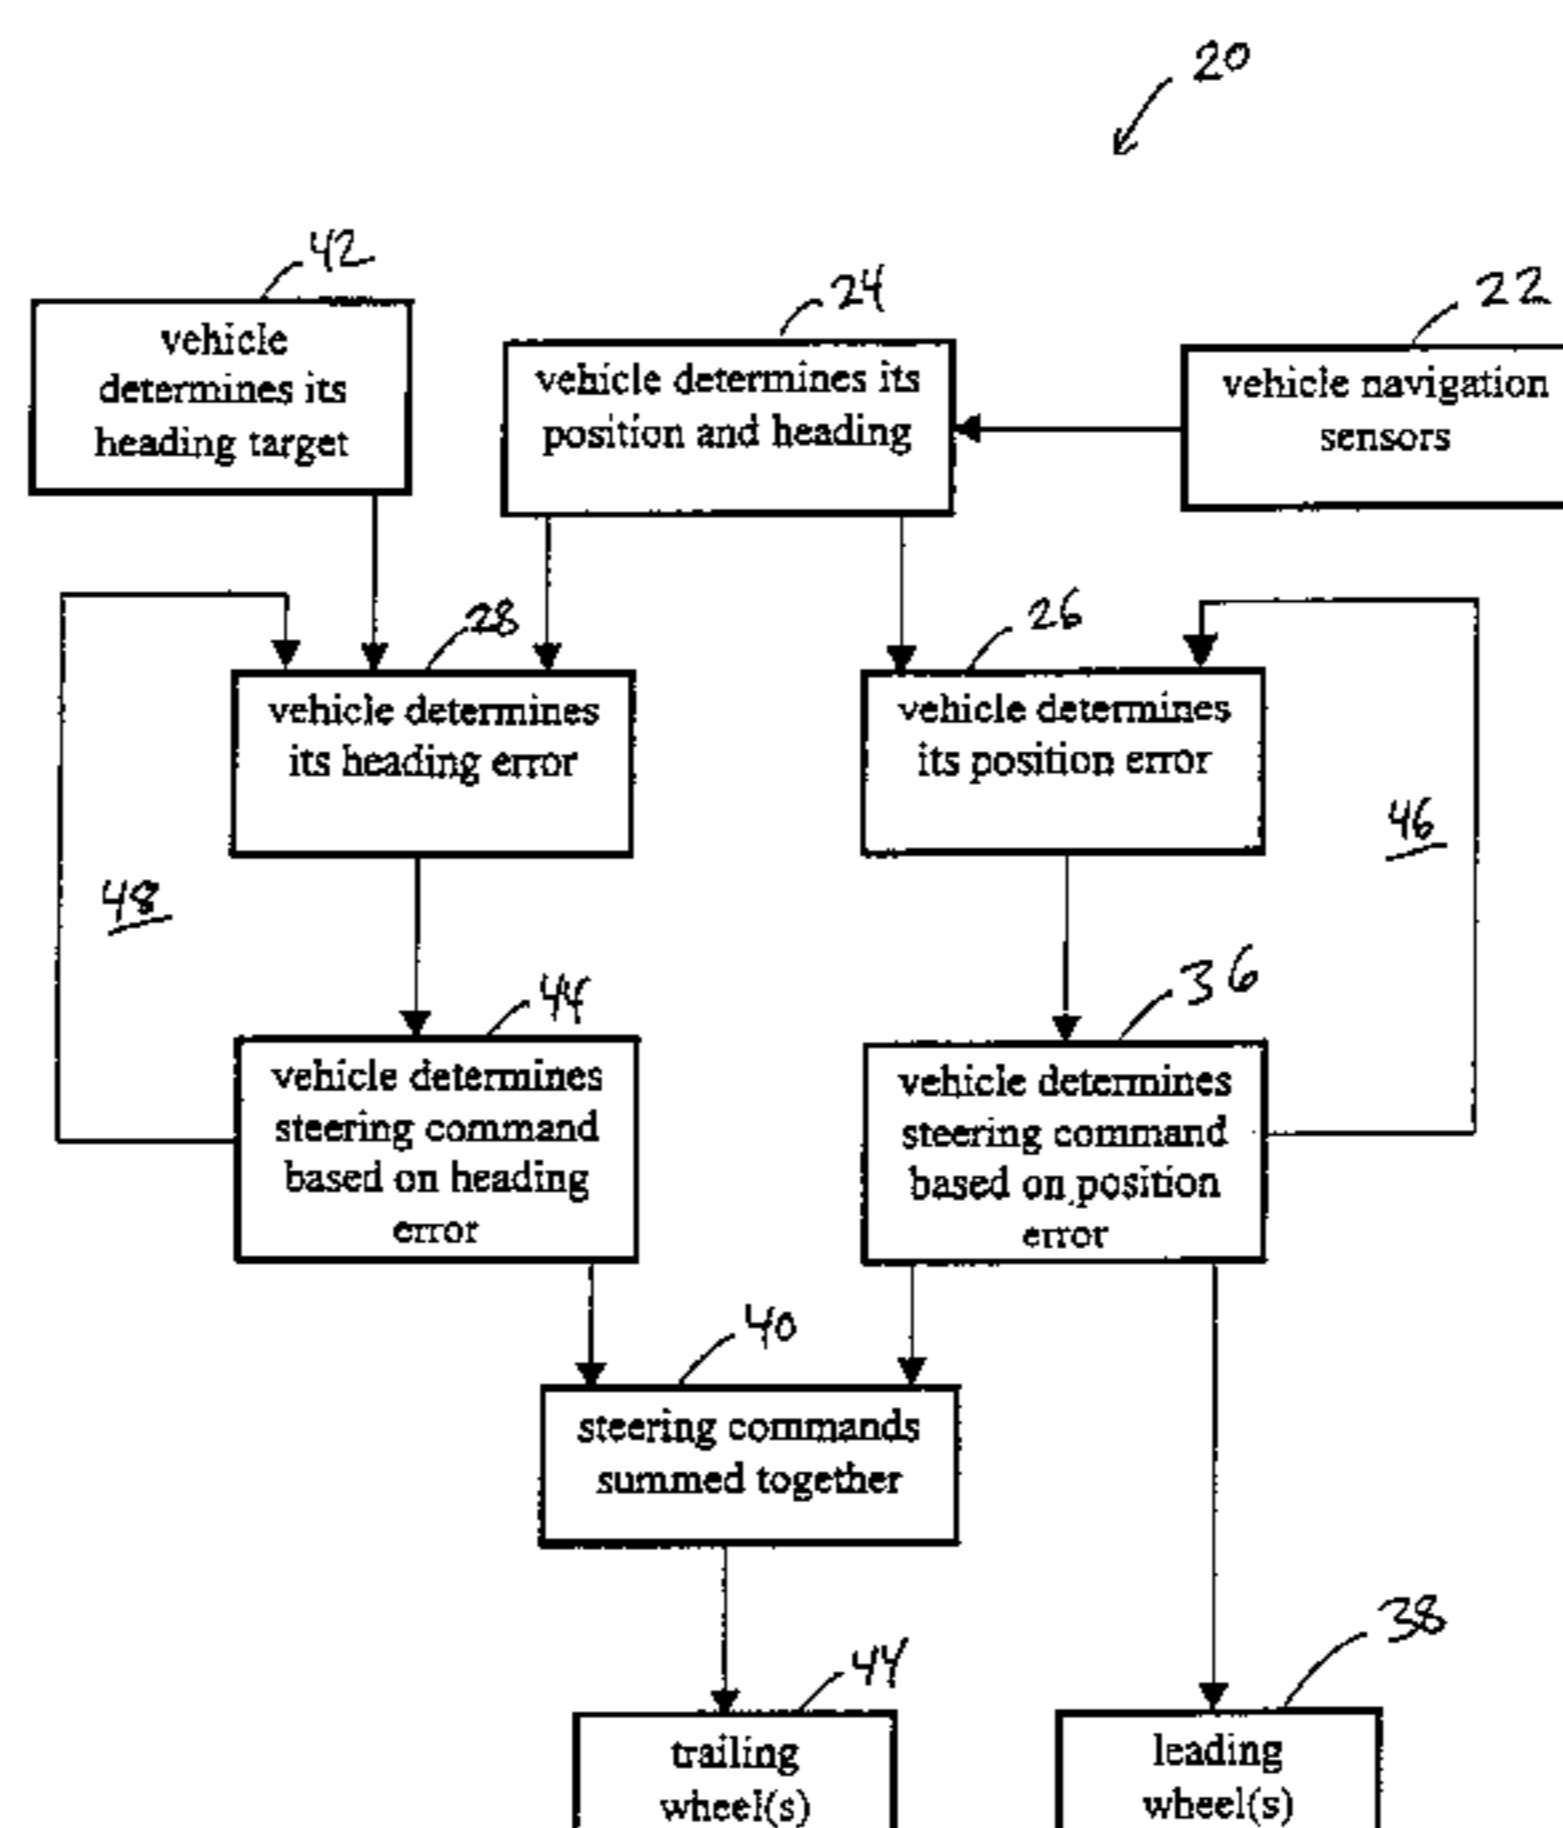 20
42
24
22
vehicle
determines its
heading target
vehicle determines its
position and heading
vehicle navigation
sensors
28
26
vehicle determines
its heading error
vehicle determines
its position error
46
48
44
36
vehicle determines
steering command
based on heading
error
vehicle determines
steering command
based on position
error
40
steering commands
summed together
44
38
trailing
wheel(s)
leading
wheel(s)